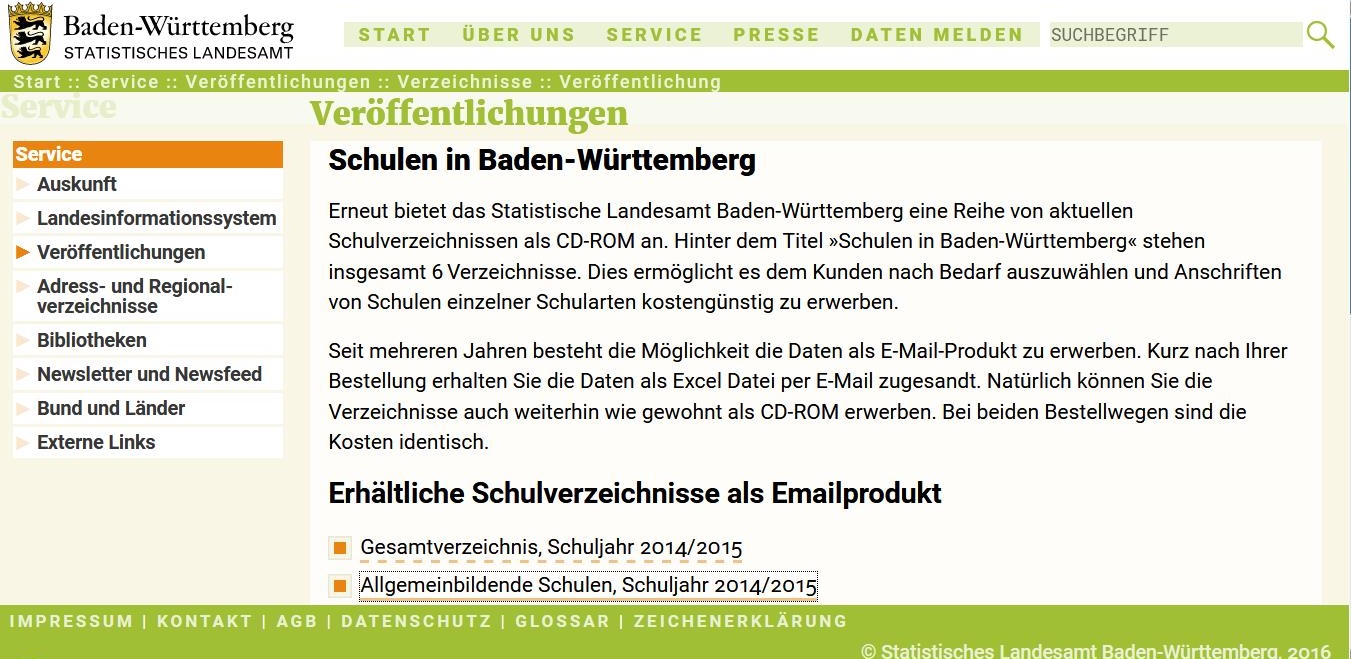 Baden-Württemberg
STATISTISCHES LANDESAMT
START ÜBER UNS SERVICE PRESSE DATEN MELDEN
SUCHBEGRIFF
Start :: Service :: Veröffentlichungen :: Verzeichnisse :: Veröffentlichung
Service
Veröffentlichungen
Service
Auskunft
Landesinformationssystem
Veröffentlichungen
Adress- und Regional-
verzeichnisse
Bibliotheken
Newsletter und Newsfeed
Bund und Länder
Externe Links
Schulen in Baden-Württemberg
Erneut bietet das Statistische Landesamt Baden-Württemberg eine Reihe von aktuellen
Schulverzeichnissen als CD-ROM an. Hinter dem Titel »Schulen in Baden-Württemberg« stehen
insgesamt 6 Verzeichnisse. Dies ermöglicht es dem Kunden nach Bedarf auszuwählen und Anschriften
von Schulen einzelner Schularten kostengünstig zu erwerben.
Seit mehreren Jahren besteht die Möglichkeit die Daten als E-Mail-Produkt zu erwerben. Kurz nach Ihrer
Bestellung erhalten Sie die Daten als Excel Datei per E-Mail zugesandt. Natürlich können Sie die
Verzeichnisse auch weiterhin wie gewohnt als CD-ROM erwerben. Bei beiden Bestellwegen sind die
Kosten identisch.
Erhältliche Schulverzeichnisse als Emailprodukt
Gesamtverzeichnis, Schuljahr 2014/2015
Allgemeinbildende Schulen, Schuljahr 2014/2015
IMPRESSUM | KONTAKT | AGB | DATENSCHUTZ | GLOSSAR | ZEICHENERKLÄRUNG
© Statistisches Landesamt Baden-Württemberg, 2016